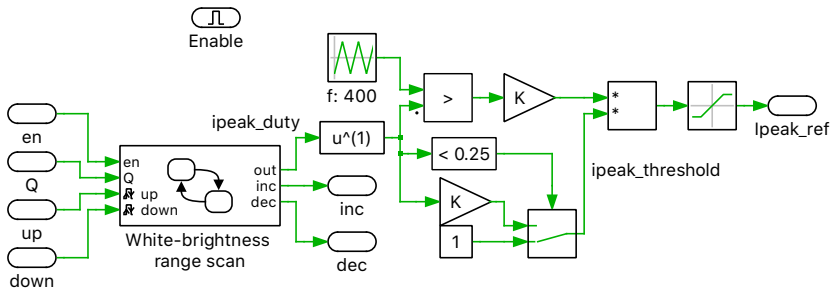 Enable
f: 400
en
Q
up
down
en
Q
up
down
out
inc
dec
White-brightness
range scan
ipeak_duty
u^(1)
inc
dec
>
K
< 0.25
K
1
ipeak_threshold
*
*
Ipeak_ref